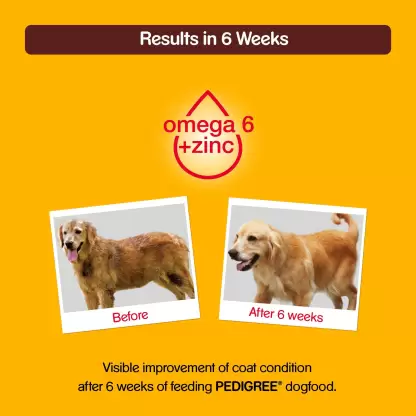 Results in 6 Weeks
omega 6
+zinc
Before
After 6 weeks
Visible improvement of coat condition
after 6 weeks of feeding PEDIGREE® dogfood.